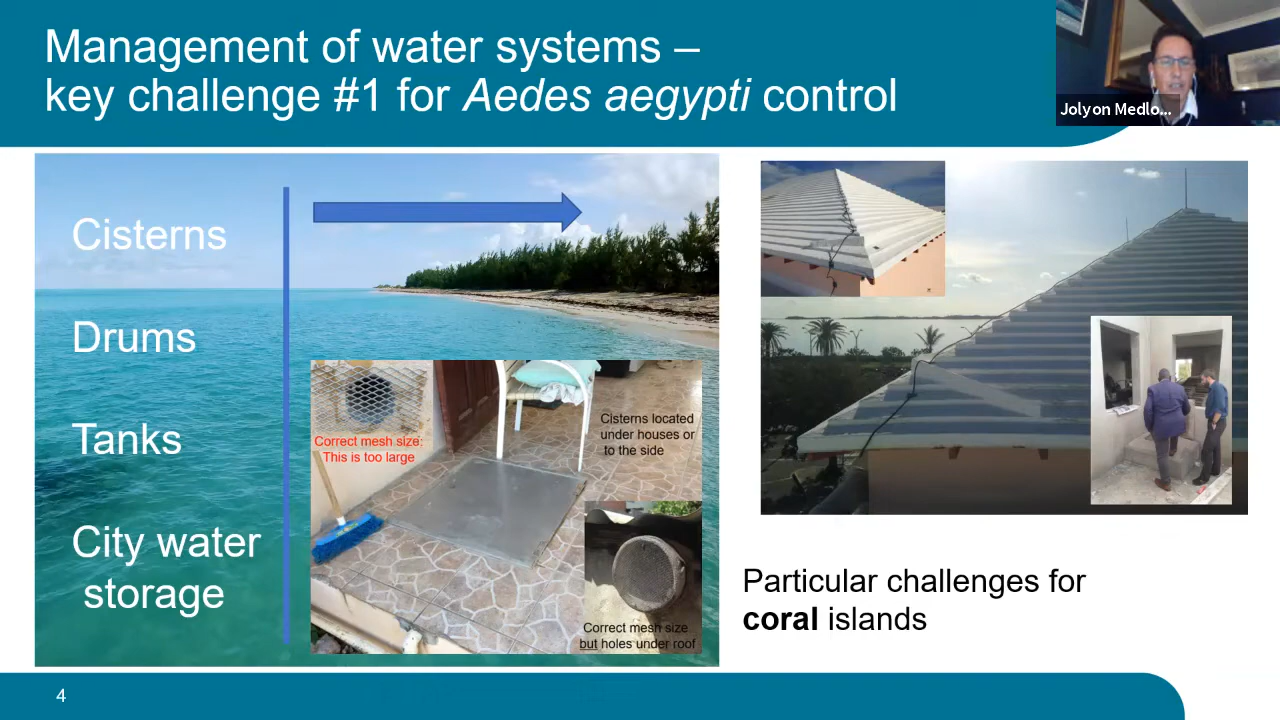 Management of water systems –
key challenge #1 for Aedes aegypti control
Jolyon Medlo...
Cisterns
Drums
Tanks
City water
storage
Correct mesh size:
This is too large
Cisterns located
under houses or
to the side
Correct mesh size
but holes under roof
Particular challenges for
coral islands
4